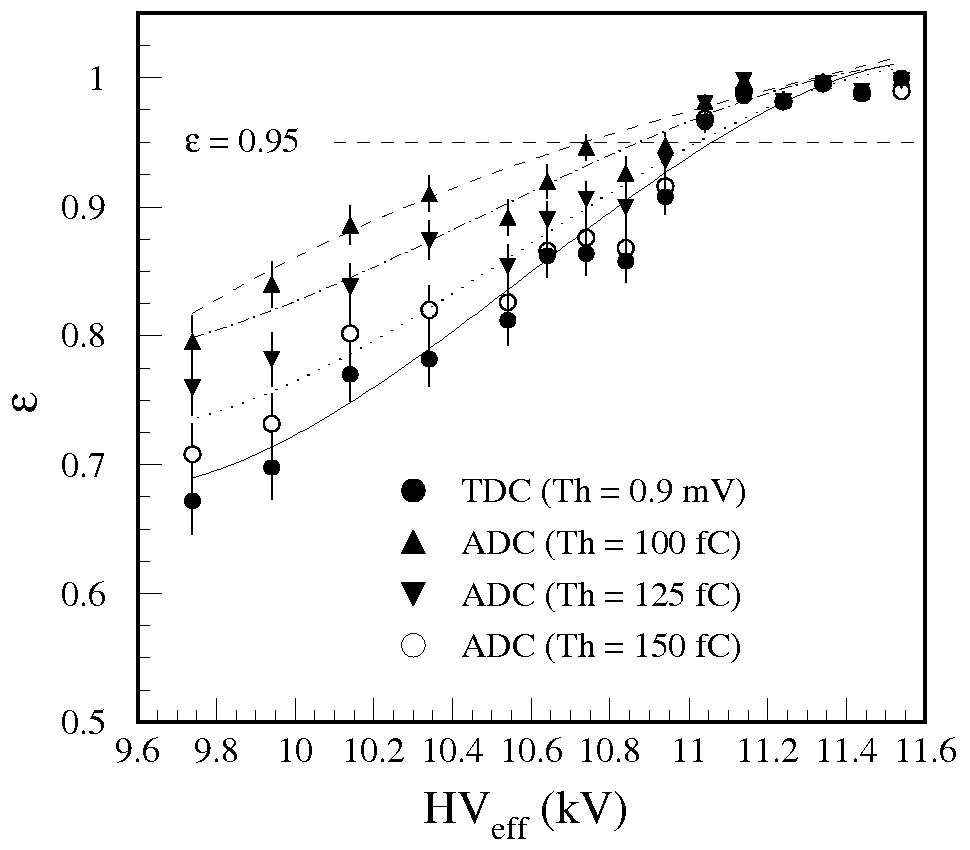 1
ε = 0.95
0.9
0.8
ε
0.7
TDC (Th = 0.9 mV)
ADC (Th = 100 fC)
0.6
ADC (Th = 125 fC)
ADC (Th = 150 fC)
0.5
9.6 9.8 10 10.2 10.4 10.6 10.8 11 11.2 11.4 11.6
HVeff (kV)